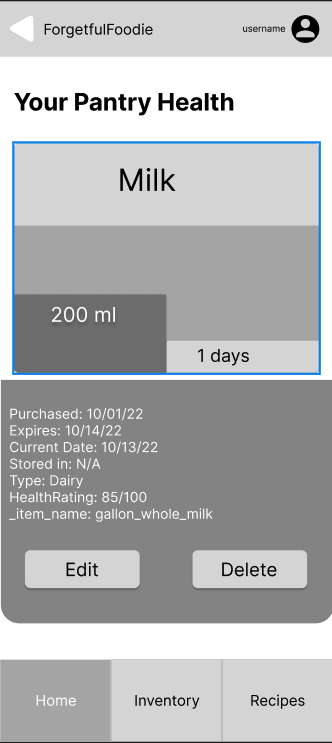 ForgetfulFoodie
username
Your Pantry Health
Milk
200 ml
1 days
Purchased: 10/01/22
Expires: 10/14/22
Current Date: 10/13/22
Stored in: N/A
Type: Dairy
HealthRating: 85/100
_item_name: gallon_whole_milk
Edit
Delete
Home
Inventory
Recipes